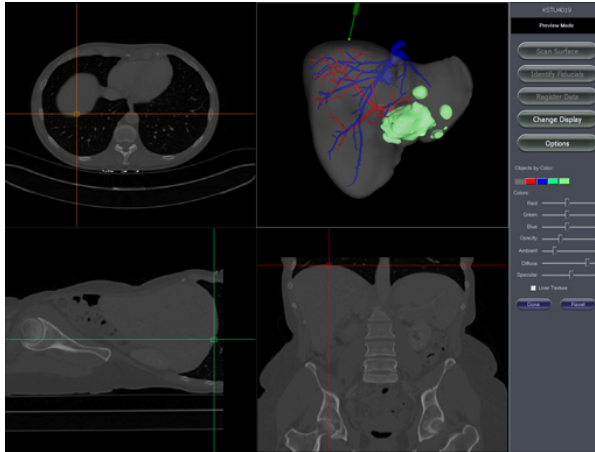 Preview Mode
Scan Surface
Identify Fiducials
Register Data
Change Display
Options
Objects by Color:
Colors
Red:
Green:
Blue:
Opacity:
Ambient:
Diffuse:
Specular:
Liver Texture
Done
Reset